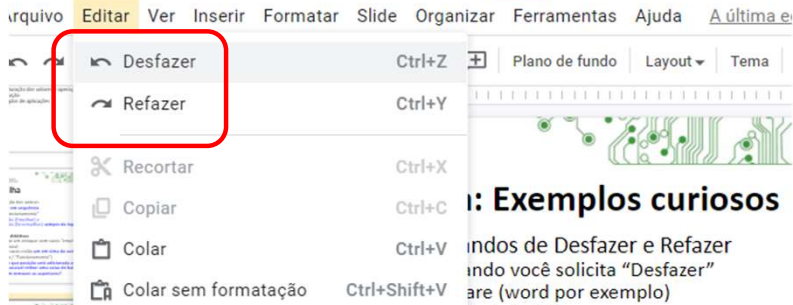 Arquivo Editar Ver Inserir Formatar Slide Organizar Ferramentas Ajuda A última
Desfazer Ctrl+Z Plano de fundo Layout Tema
Refazer Ctrl+Y
Recortar Ctrl+X
Copiar Ctrl+C : Exemplos curiosos
Colar Ctrl+V ndos de Desfazer e Refazer
ando você solicita “Desfazer”
Colar sem formatação Ctrl+Shift+V are (word por exemplo)